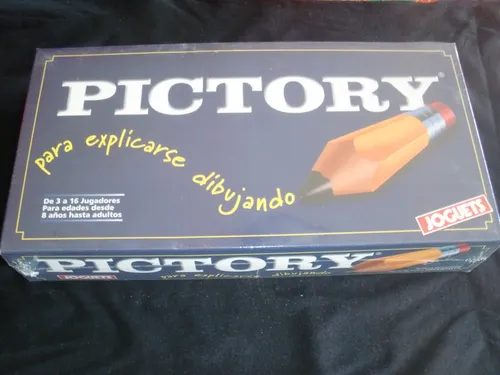 PICTORY®
para explicarse dibujando
De 3 a 16 Jugadores
Para edades desde
8 años hasta adultos
JOGUETS
PICTORY
JOGUETS
para explicarse dibujando